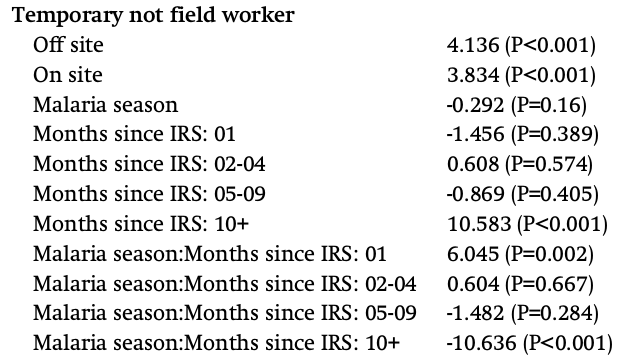 Temporary not field worker
Off site 4.136 (P<0.001)
On site 3.834 (P<0.001)
Malaria season -0.292 (P=0.16)
Months since IRS: 01 -1.456 (P=0.389)
Months since IRS: 02-04 0.608 (P=0.574)
Months since IRS: 05-09 -0.869 (P=0.405)
Months since IRS: 10+ 10.583 (P<0.001)
Malaria season:Months since IRS: 01 6.045 (P=0.002)
Malaria season:Months since IRS: 02-04 0.604 (P=0.667)
Malaria season:Months since IRS: 05-09 -1.482 (P=0.284)
Malaria season:Months since IRS: 10+ -10.636 (P<0.001)